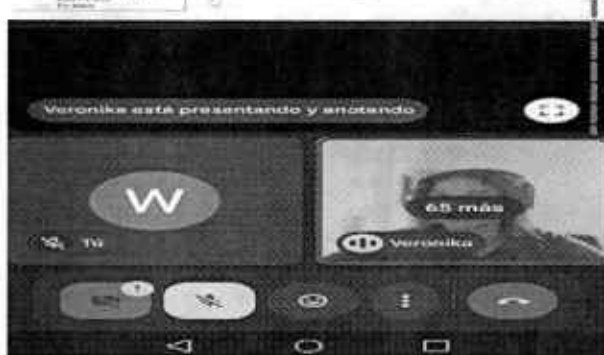 Veronika está presentando y anotando
W
65 más
Tú
Veronika